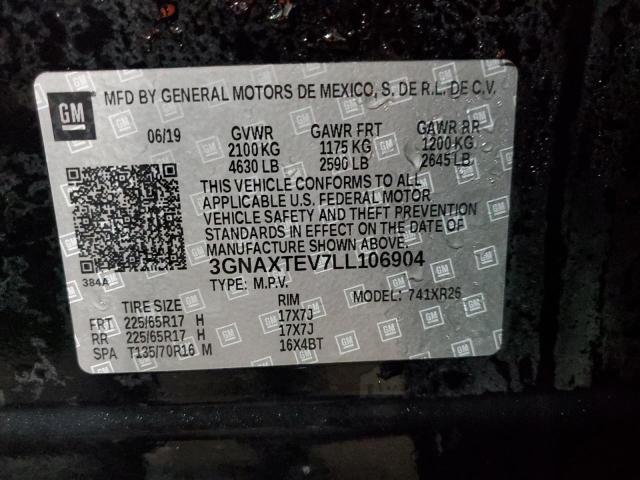 GM MFD BY GENERAL MOTORS DE MEXICO, S. DE R.L. DE C.V.
06/19 GVWR GAWR FRT GAWR RR
2100 KG 1175 KG 1200 KG
4630 LB 2590 LB 2645 LB
THIS VEHICLE CONFORMS TO ALL
APPLICABLE U.S. FEDERAL MOTOR
VEHICLE SAFETY AND THEFT PREVENTION
STANDARDS IN EFFECT ON THE DATE OF
MANUFACTURE SHOWN ABOVE.
384A 3GNAXTEV7LL106904
TYPE: M.P.V. MODEL: 741XR26
TIRE SIZE RIM
FRT 225/65R17 H 17X7J
RR 225/65R17 H 17X7J
SPA T135/70R16 M 16X4BT